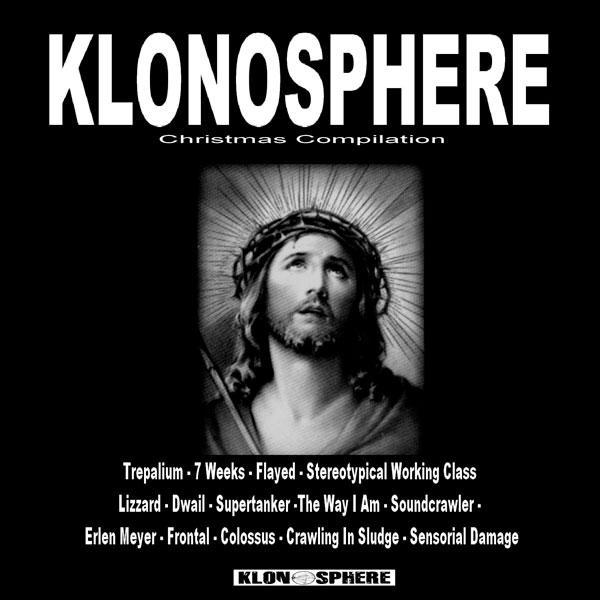 KLONOSPHERE
Christmas Compilation
Trepalium - 7 Weeks - Flayed - Stereotypical Working Class
Lizzard - Dwail - Supertanker -The Way I Am - Soundcrawler -
Erlen Meyer - Frontal - Colossus - Crawling In Sludge - Sensorial Damage
KLONOSPHERE